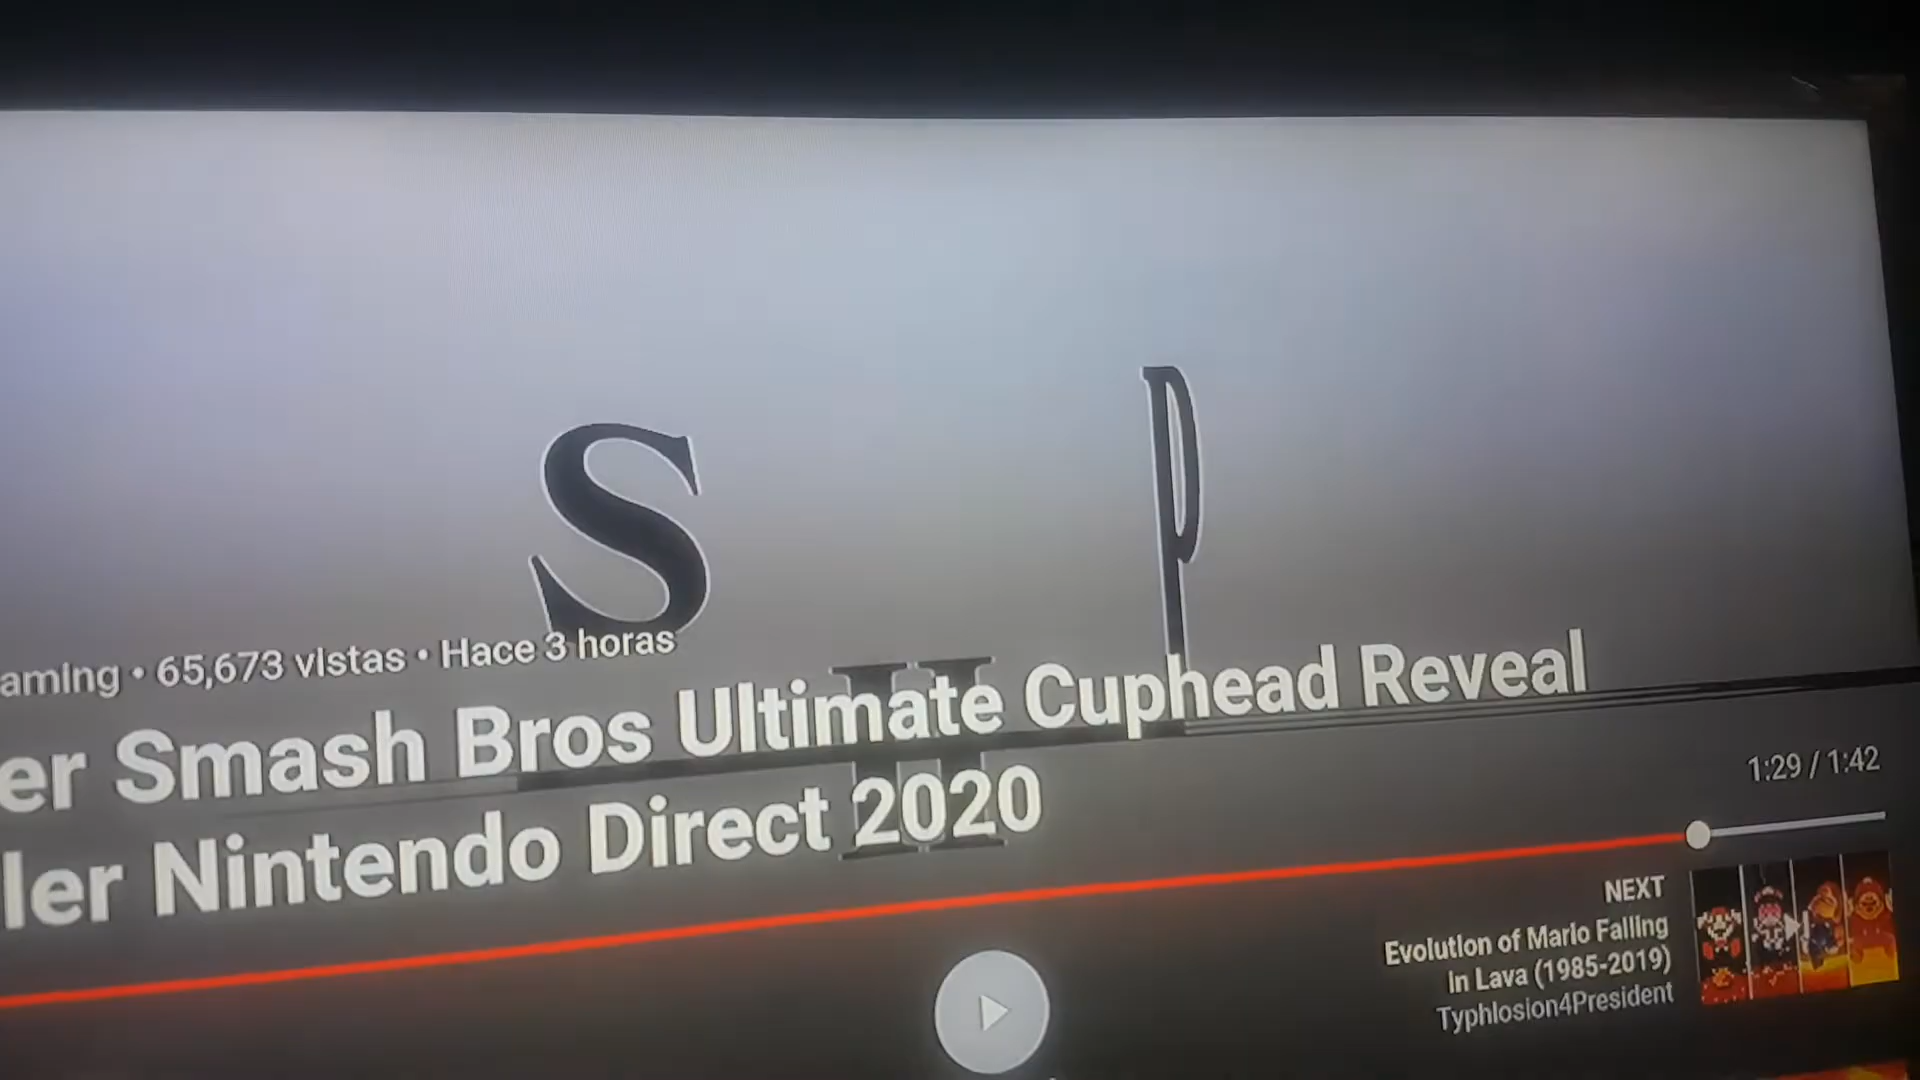 S
p
H
aming • 65,673 vistas • Hace 3 horas
er Smash Bros Ultimate Cuphead Reveal
ler Nintendo Direct 2020
1:29 / 1:42
NEXT
Evolution of Mario Falling
in Lava (1985-2019)
Typhlosion4President